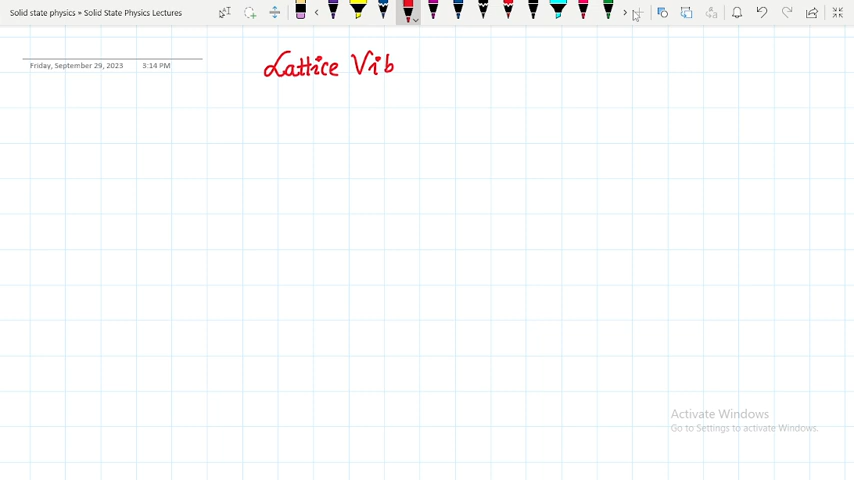 Solid state physics » Solid State Physics Lectures
Friday, September 29, 2023 3:14 PM
Lattice Vib
Activate Windows
Go to Settings to activate Windows.